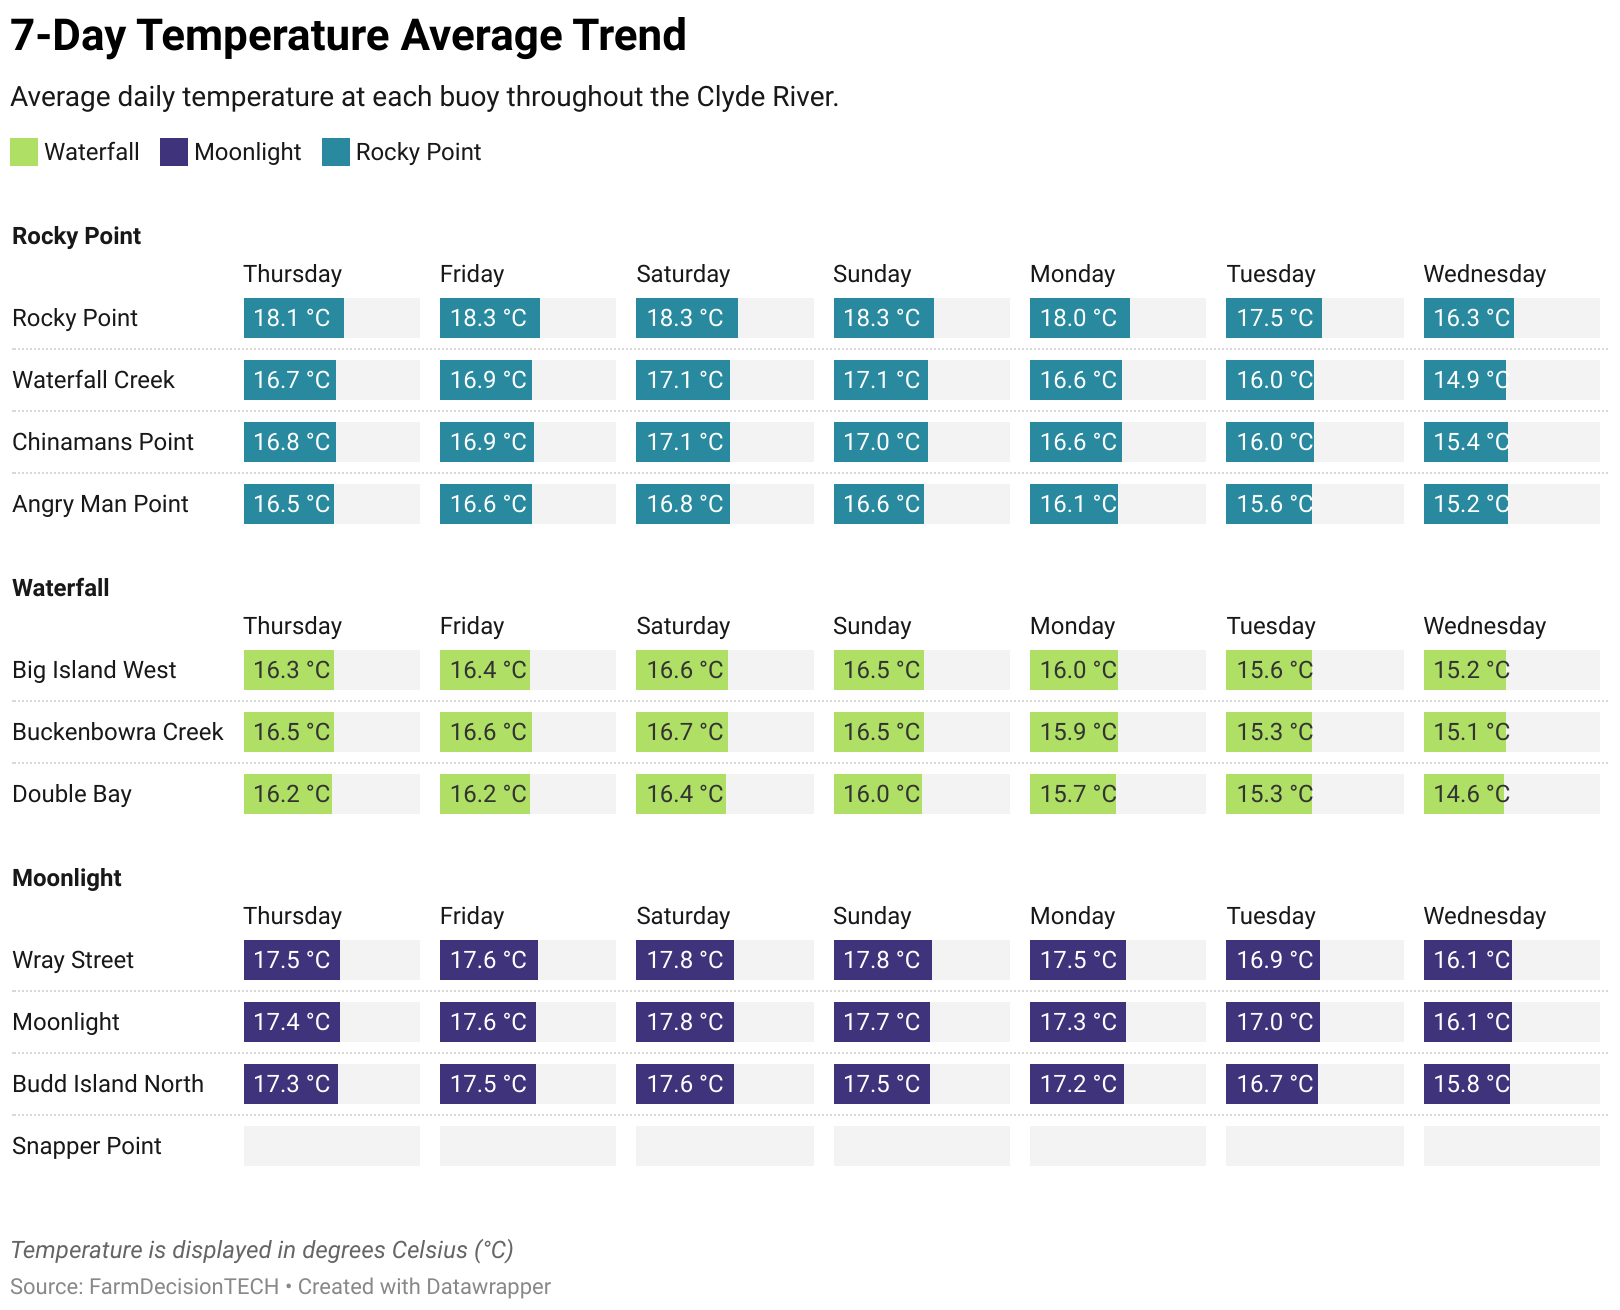 7-Day Temperature Average Trend
Average daily temperature at each buoy throughout the Clyde River.
Waterfall Moonlight Rocky Point
Rocky Point
Thursday Friday Saturday Sunday Monday Tuesday Wednesday
Rocky Point 18.1 °C 18.3 °C 18.3 °C 18.3 °C 18.0 °C 17.5 °C 16.3 °C
Waterfall Creek 16.7 °C 16.9 °C 17.1 °C 17.1 °C 16.6 °C 16.0 °C 14.9 °C
Chinamans Point 16.8 °C 16.9 °C 17.1 °C 17.0 °C 16.6 °C 16.0 °C 15.4 °C
Angry Man Point 16.5 °C 16.6 °C 16.8 °C 16.6 °C 16.1 °C 15.6 °C 15.2 °C
Waterfall
Thursday Friday Saturday Sunday Monday Tuesday Wednesday
Big Island West 16.3 °C 16.4 °C 16.6 °C 16.5 °C 16.0 °C 15.6 °C 15.2 °C
Buckenbowra Creek 16.5 °C 16.6 °C 16.7 °C 16.5 °C 15.9 °C 15.3 °C 15.1 °C
Double Bay 16.2 °C 16.2 °C 16.4 °C 16.0 °C 15.7 °C 15.3 °C 14.6 °C
Moonlight
Thursday Friday Saturday Sunday Monday Tuesday Wednesday
Wray Street 17.5 °C 17.6 °C 17.8 °C 17.8 °C 17.5 °C 16.9 °C 16.1 °C
Moonlight 17.4 °C 17.6 °C 17.8 °C 17.7 °C 17.3 °C 17.0 °C 16.1 °C
Budd Island North 17.3 °C 17.5 °C 17.6 °C 17.5 °C 17.2 °C 16.7 °C 15.8 °C
Snapper Point
Temperature is displayed in degrees Celsius (°C)
Source: FarmDecisionTECH • Created with Datawrapper